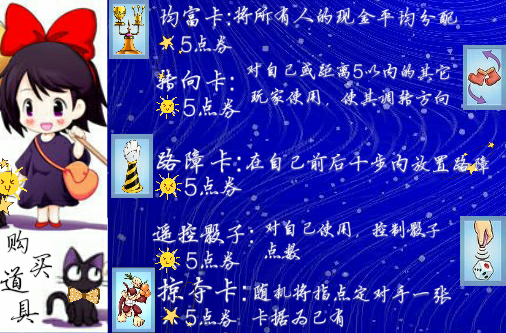 均富卡:将所有人的现金平均分配
5点券
转向卡:对自己或距离5以内的其它
玩家使用，使其调转方向
5点券
路障卡:在自己前后十步内放置路障
5点券
遥控骰子:对自己使用，控制骰子
点数
5点券
掠夺卡:随机将指定对手一张
卡据为己有
5点券
购买
道具